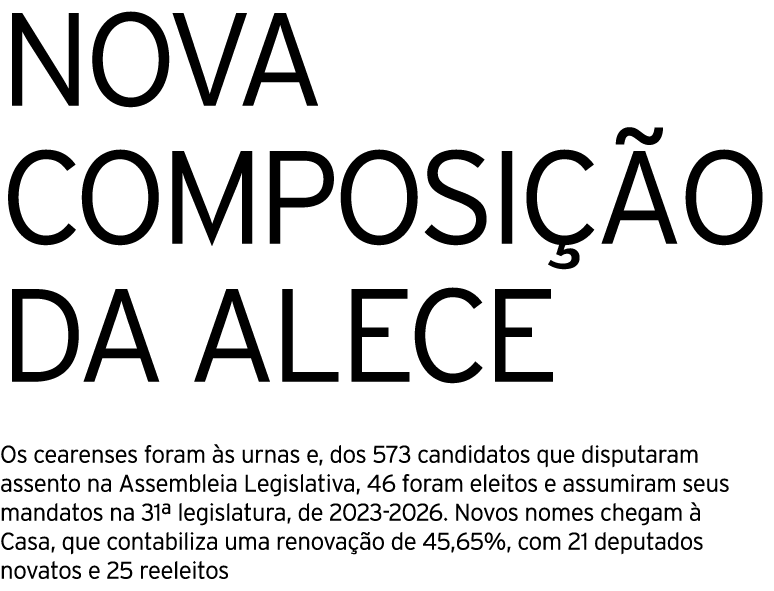 NOVA
COMPOSIÇÃO
DA ALECE
Os cearenses foram às urnas e, dos 573 candidatos que disputaram
assento na Assembleia Legislativa, 46 foram eleitos e assumiram seus
mandatos na 31ª legislatura, de 2023-2026. Novos nomes chegam à
Casa, que contabiliza uma renovação de 45,65%, com 21 deputados
novatos e 25 reeleitos